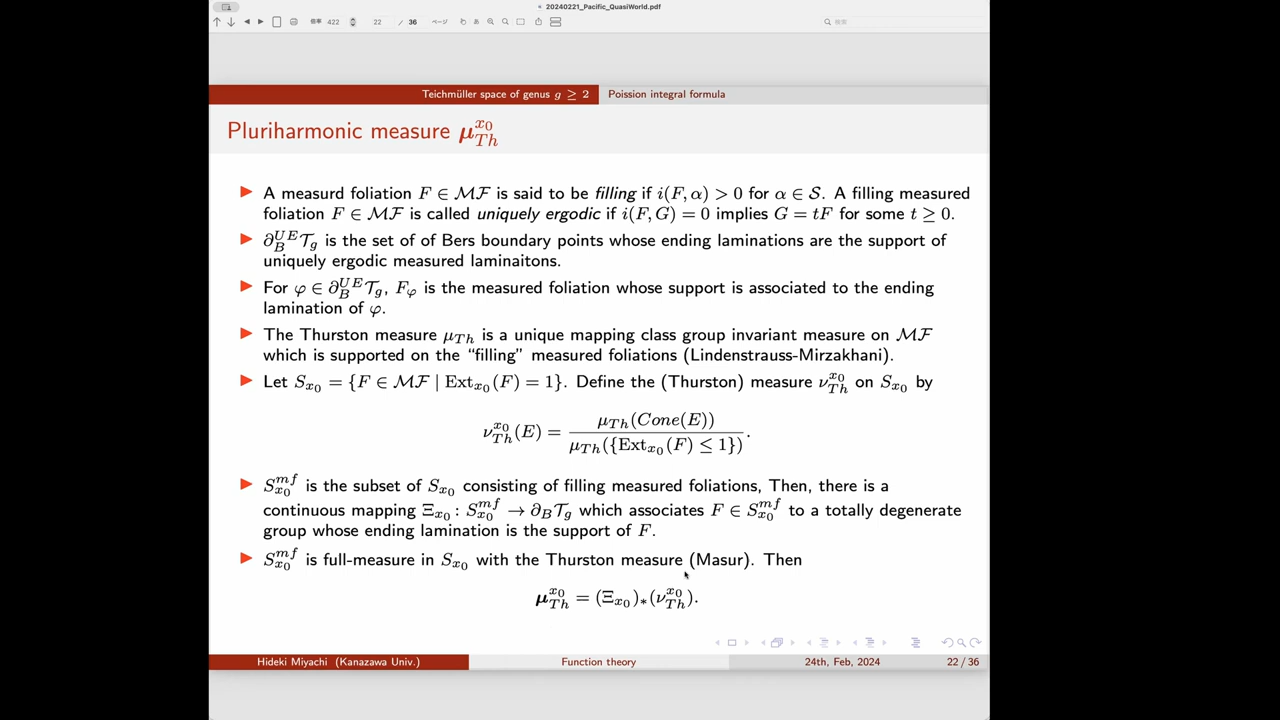 20240221_Pacific_QuasiWorld.pdf
倍率 422 22 / 36 ページ 検索
Teichmüller space of genus g ≥ 2 Poission integral formula
Pluriharmonic measure μ_{Th}^{x_0}
▶ A measurd foliation F ∈ MF is said to be filling if i(F, α) > 0 for α ∈ S. A filling measured
foliation F ∈ MF is called uniquely ergodic if i(F, G) = 0 implies G = tF for some t ≥ 0.
▶ ∂_B^{UE} T_g is the set of of Bers boundary points whose ending laminations are the support of
uniquely ergodic measured laminaitons.
▶ For φ ∈ ∂_B^{UE} T_g, F_φ is the measured foliation whose support is associated to the ending
lamination of φ.
▶ The Thurston measure μ_{Th} is a unique mapping class group invariant measure on MF
which is supported on the “filling” measured foliations (Lindenstrauss-Mirzakhani).
▶ Let S_{x_0} = {F ∈ MF | Ext_{x_0}(F) = 1}. Define the (Thurston) measure ν_{Th}^{x_0} on S_{x_0} by
ν_{Th}^{x_0}(E) = μ_{Th}(Cone(E)) / μ_{Th}({Ext_{x_0}(F) ≤ 1}).
▶ S_{x_0}^{mf} is the subset of S_{x_0} consisting of filling measured foliations, Then, there is a
continuous mapping Ξ_{x_0} : S_{x_0}^{mf} → ∂_B T_g which associates F ∈ S_{x_0}^{mf} to a totally degenerate
group whose ending lamination is the support of F.
▶ S_{x_0}^{mf} is full-measure in S_{x_0} with the Thurston measure (Masur). Then
μ_{Th}^{x_0} = (Ξ_{x_0})_*(ν_{Th}^{x_0}).
Hideki Miyachi (Kanazawa Univ.) Function theory 24th, Feb, 2024 22 / 36